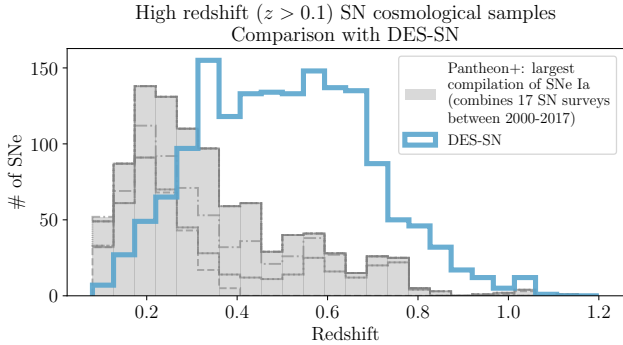 High redshift (z > 0.1) SN cosmological samples
Comparison with DES-SN
# of SNe
150
100
50
0
Pantheon+: largest
compilation of SNe Ia
(combines 17 SN surveys
between 2000-2017)
DES-SN
0.2
0.4
0.6
0.8
1.0
1.2
Redshift